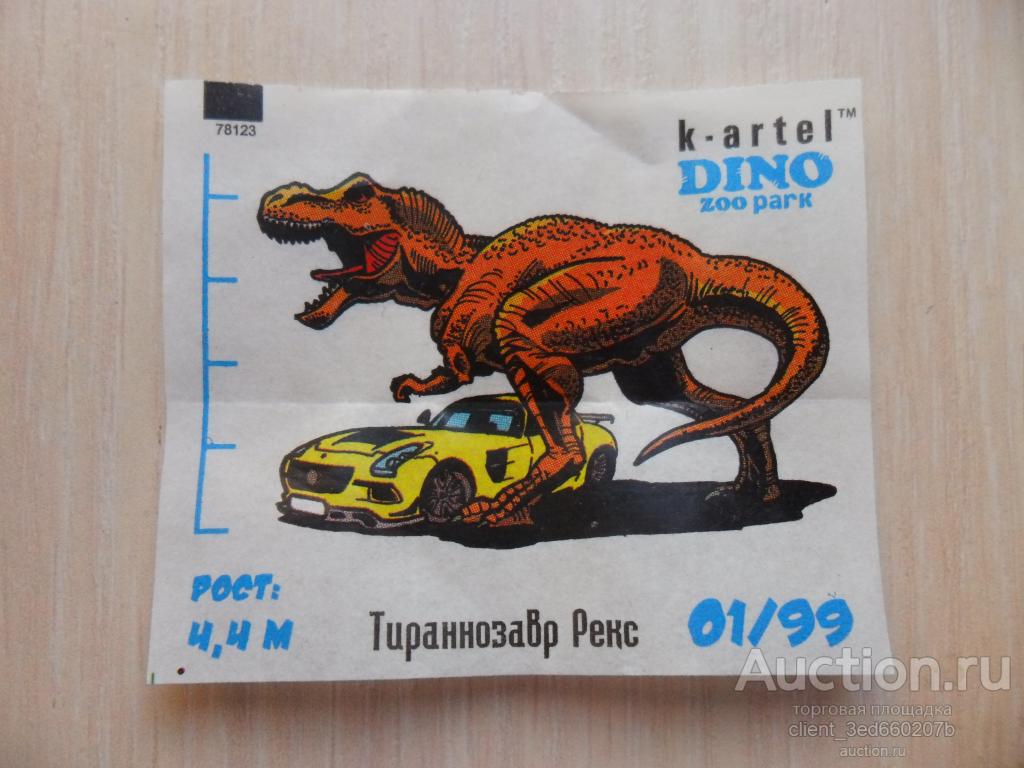 78123
k-artel™
DINO
zoo park
РОСТ:
4,4 М
Тираннозавр Рекс
01/99
Auction.ru
торговая площадка
client_3ed660207b
auction.ru